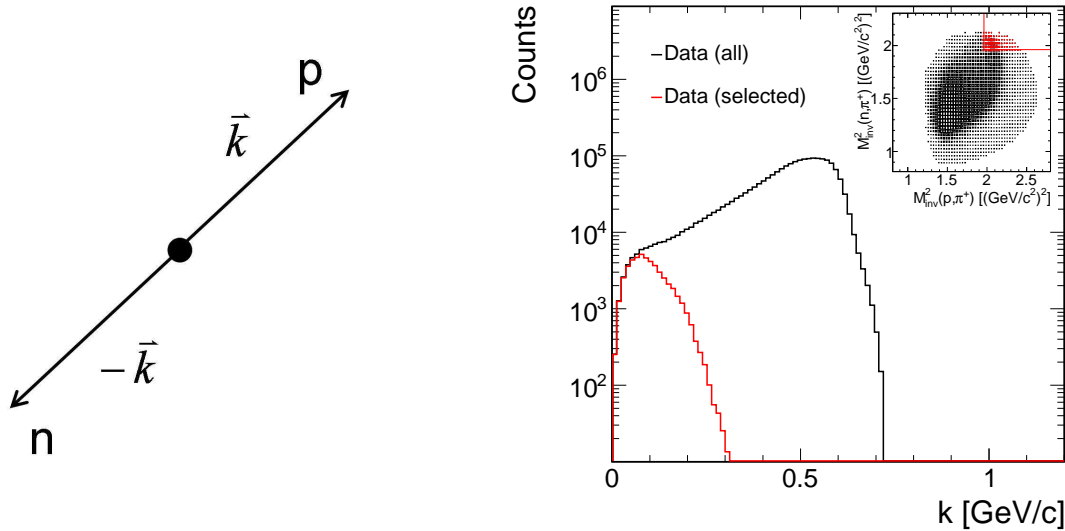 p
k⃗
−k⃗
n
Counts
10⁶
10⁵
10⁴
10³
10²
Data (all)
Data (selected)
0
0.5
1
k [GeV/c]
M²inv(n,π⁺) [(GeV/c²)²]
2
1.5
1
1
1.5
2
2.5
M²inv(p,π⁺) [(GeV/c²)²]